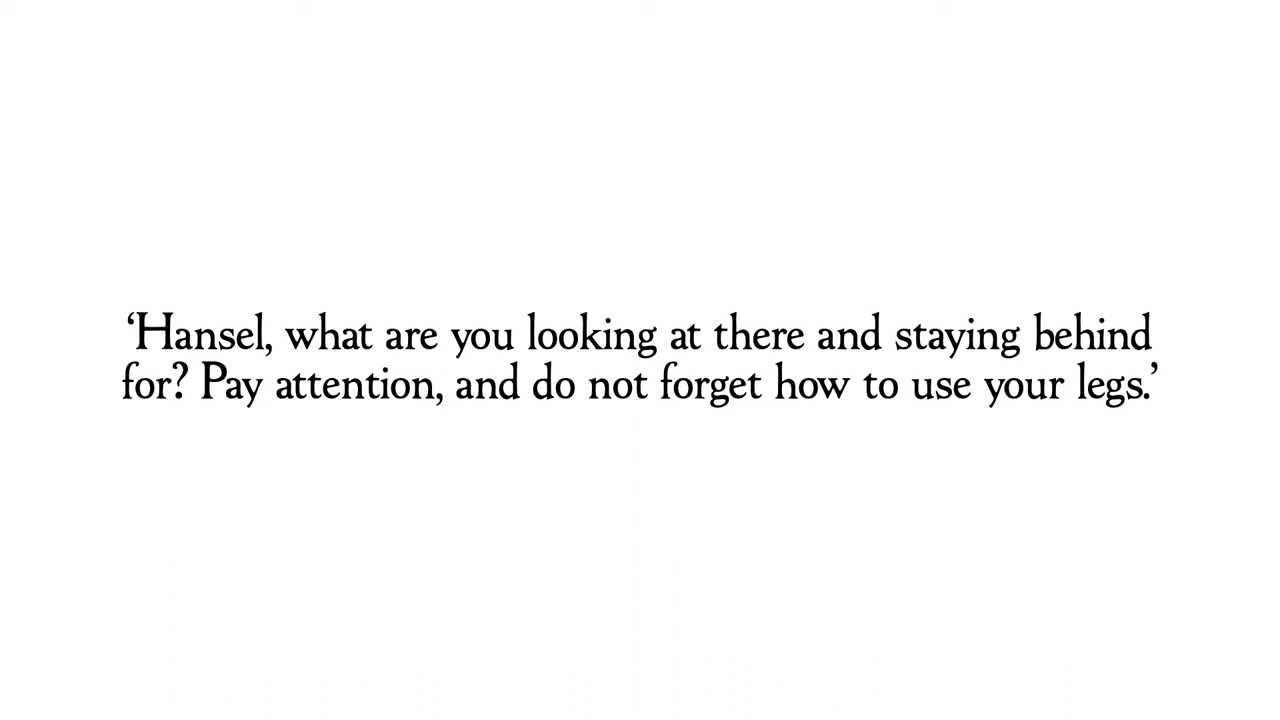 ‘Hansel, what are you looking at there and staying behind
for? Pay attention, and do not forget how to use your legs.’